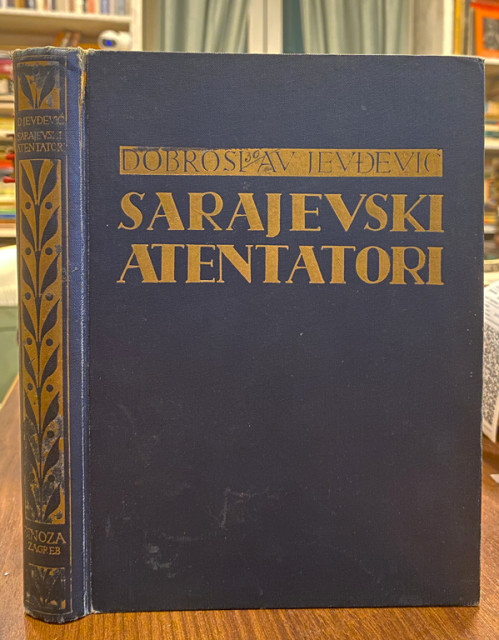 D. JEVĐEVIĆ
SARAJEVSKI
ATENTATORI
ZAGREB
DOBROSLAV JEVĐEVIĆ
SARAJEVSKI
ATENTATORI